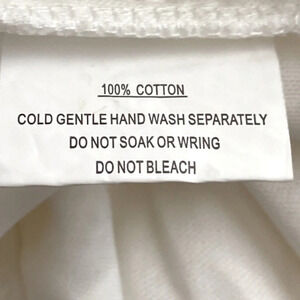 100% COTTON
COLD GENTLE HAND WASH SEPARATELY
DO NOT SOAK OR WRING
DO NOT BLEACH